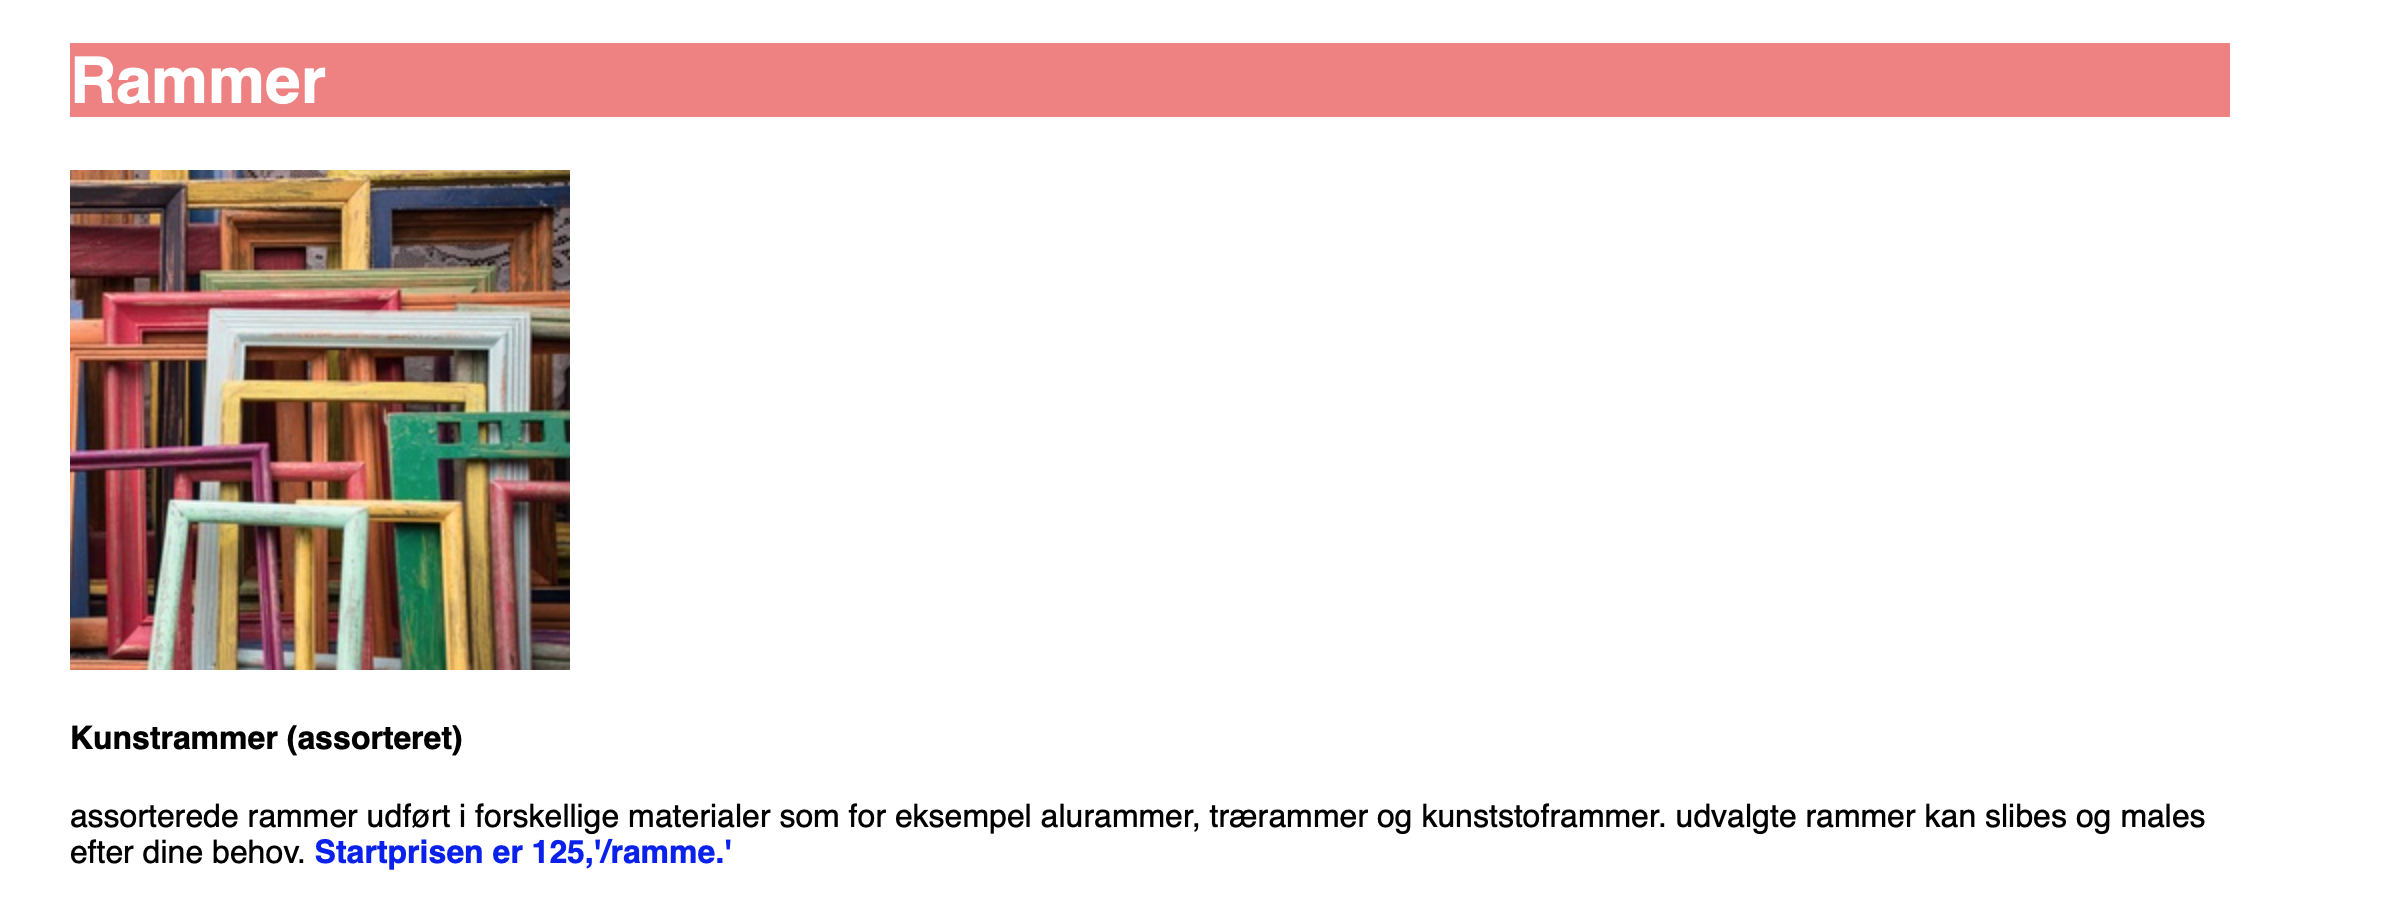 Rammer
Kunstrammer (assorteret)
assorterede rammer udført i forskellige materialer som for eksempel alurammer, trærammer og kunststoframmer. udvalgte rammer kan slibes og males
efter dine behov. Startprisen er 125,'/ramme.'